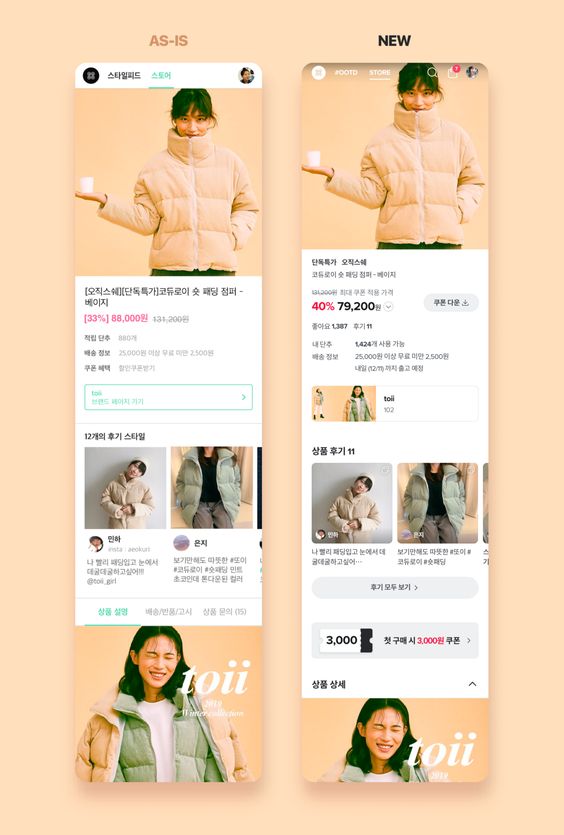 AS-IS
NEW
스타일피드 스토어
[오직스쉐][단독특가]코듀로이 숏 패딩 점퍼 -
베이지
[33%] 88,000원 131,200원
적립 단추 880개
배송 정보 25,000원 이상 무료 미만 2,500원
쿠폰 혜택 할인쿠폰받기
toii
브랜드 페이지 가기
12개의 후기 스타일
민하
insta : aeokuri
나 빨리 패딩입고 눈에서
데굴데굴하고싶어!!!
@toii_girl
은지
보기만해도 따뜻한 #또이
#코듀로이 #숏패딩 민트
초코인데 톤다운된 컬러
상품 설명 배송/반품/고시 상품 문의 (15)
toii
2019
Winter collection
#OOTD STORE
7
단독특가 오직스쉐
코듀로이 숏 패딩 점퍼 - 베이지
131,200원 최대 쿠폰 적용 가격
40% 79,200원
쿠폰 다운
좋아요 1,387 후기 11
내 단추 1,424개 사용 가능
배송 정보 25,000원 이상 무료 미만 2,500원
내일 (12/11) 까지 출고 예정
toii
102
상품 후기 11
민하
나 빨리 패딩입고 눈에서 데
굴데굴하고싶어…
은지
보기만해도 따뜻한 #또이 #
코듀로이 #숏패딩
후기 모두 보기
3,000
첫 구매 시 3,000원 쿠폰
상품 상세
toii
2019